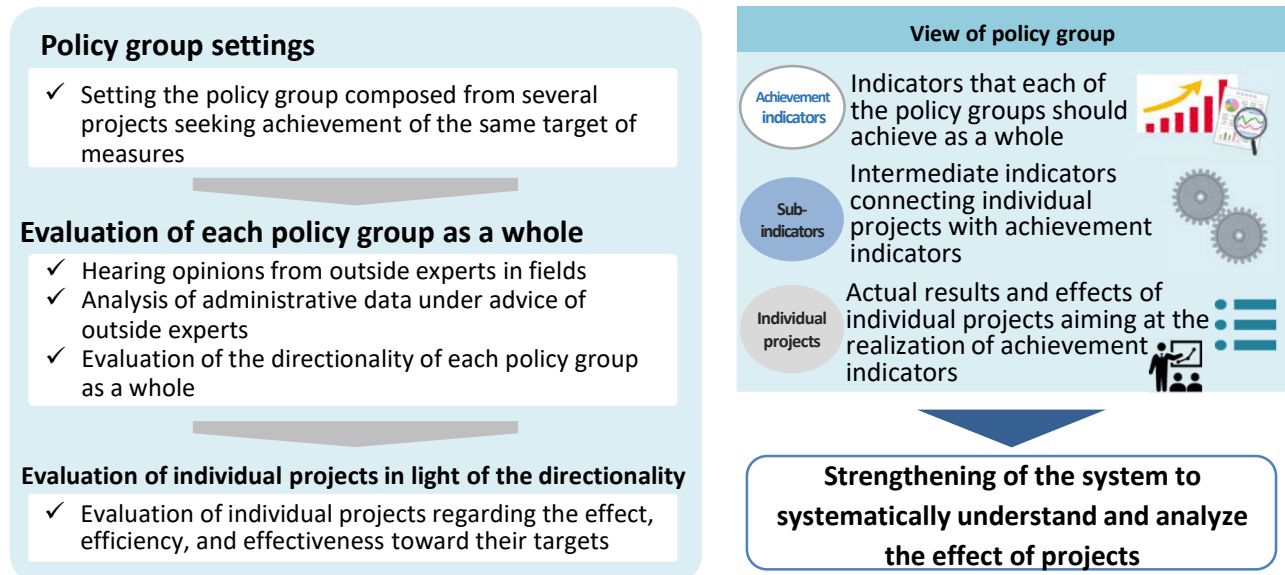 Policy group settings
✓ Setting the policy group composed from several
projects seeking achievement of the same target of
measures
Evaluation of each policy group as a whole
✓ Hearing opinions from outside experts in fields
✓ Analysis of administrative data under advice of
outside experts
✓ Evaluation of the directionality of each policy group
as a whole
Evaluation of individual projects in light of the directionality
✓ Evaluation of individual projects regarding the effect,
efficiency, and effectiveness toward their targets
View of policy group
Achievement
indicators
Indicators that each of
the policy groups should
achieve as a whole
Sub-
indicators
Intermediate indicators
connecting individual
projects with achievement
indicators
Individual
projects
Actual results and effects of
individual projects aiming at the
realization of achievement
indicators
Strengthening of the system to
systematically understand and analyze
the effect of projects